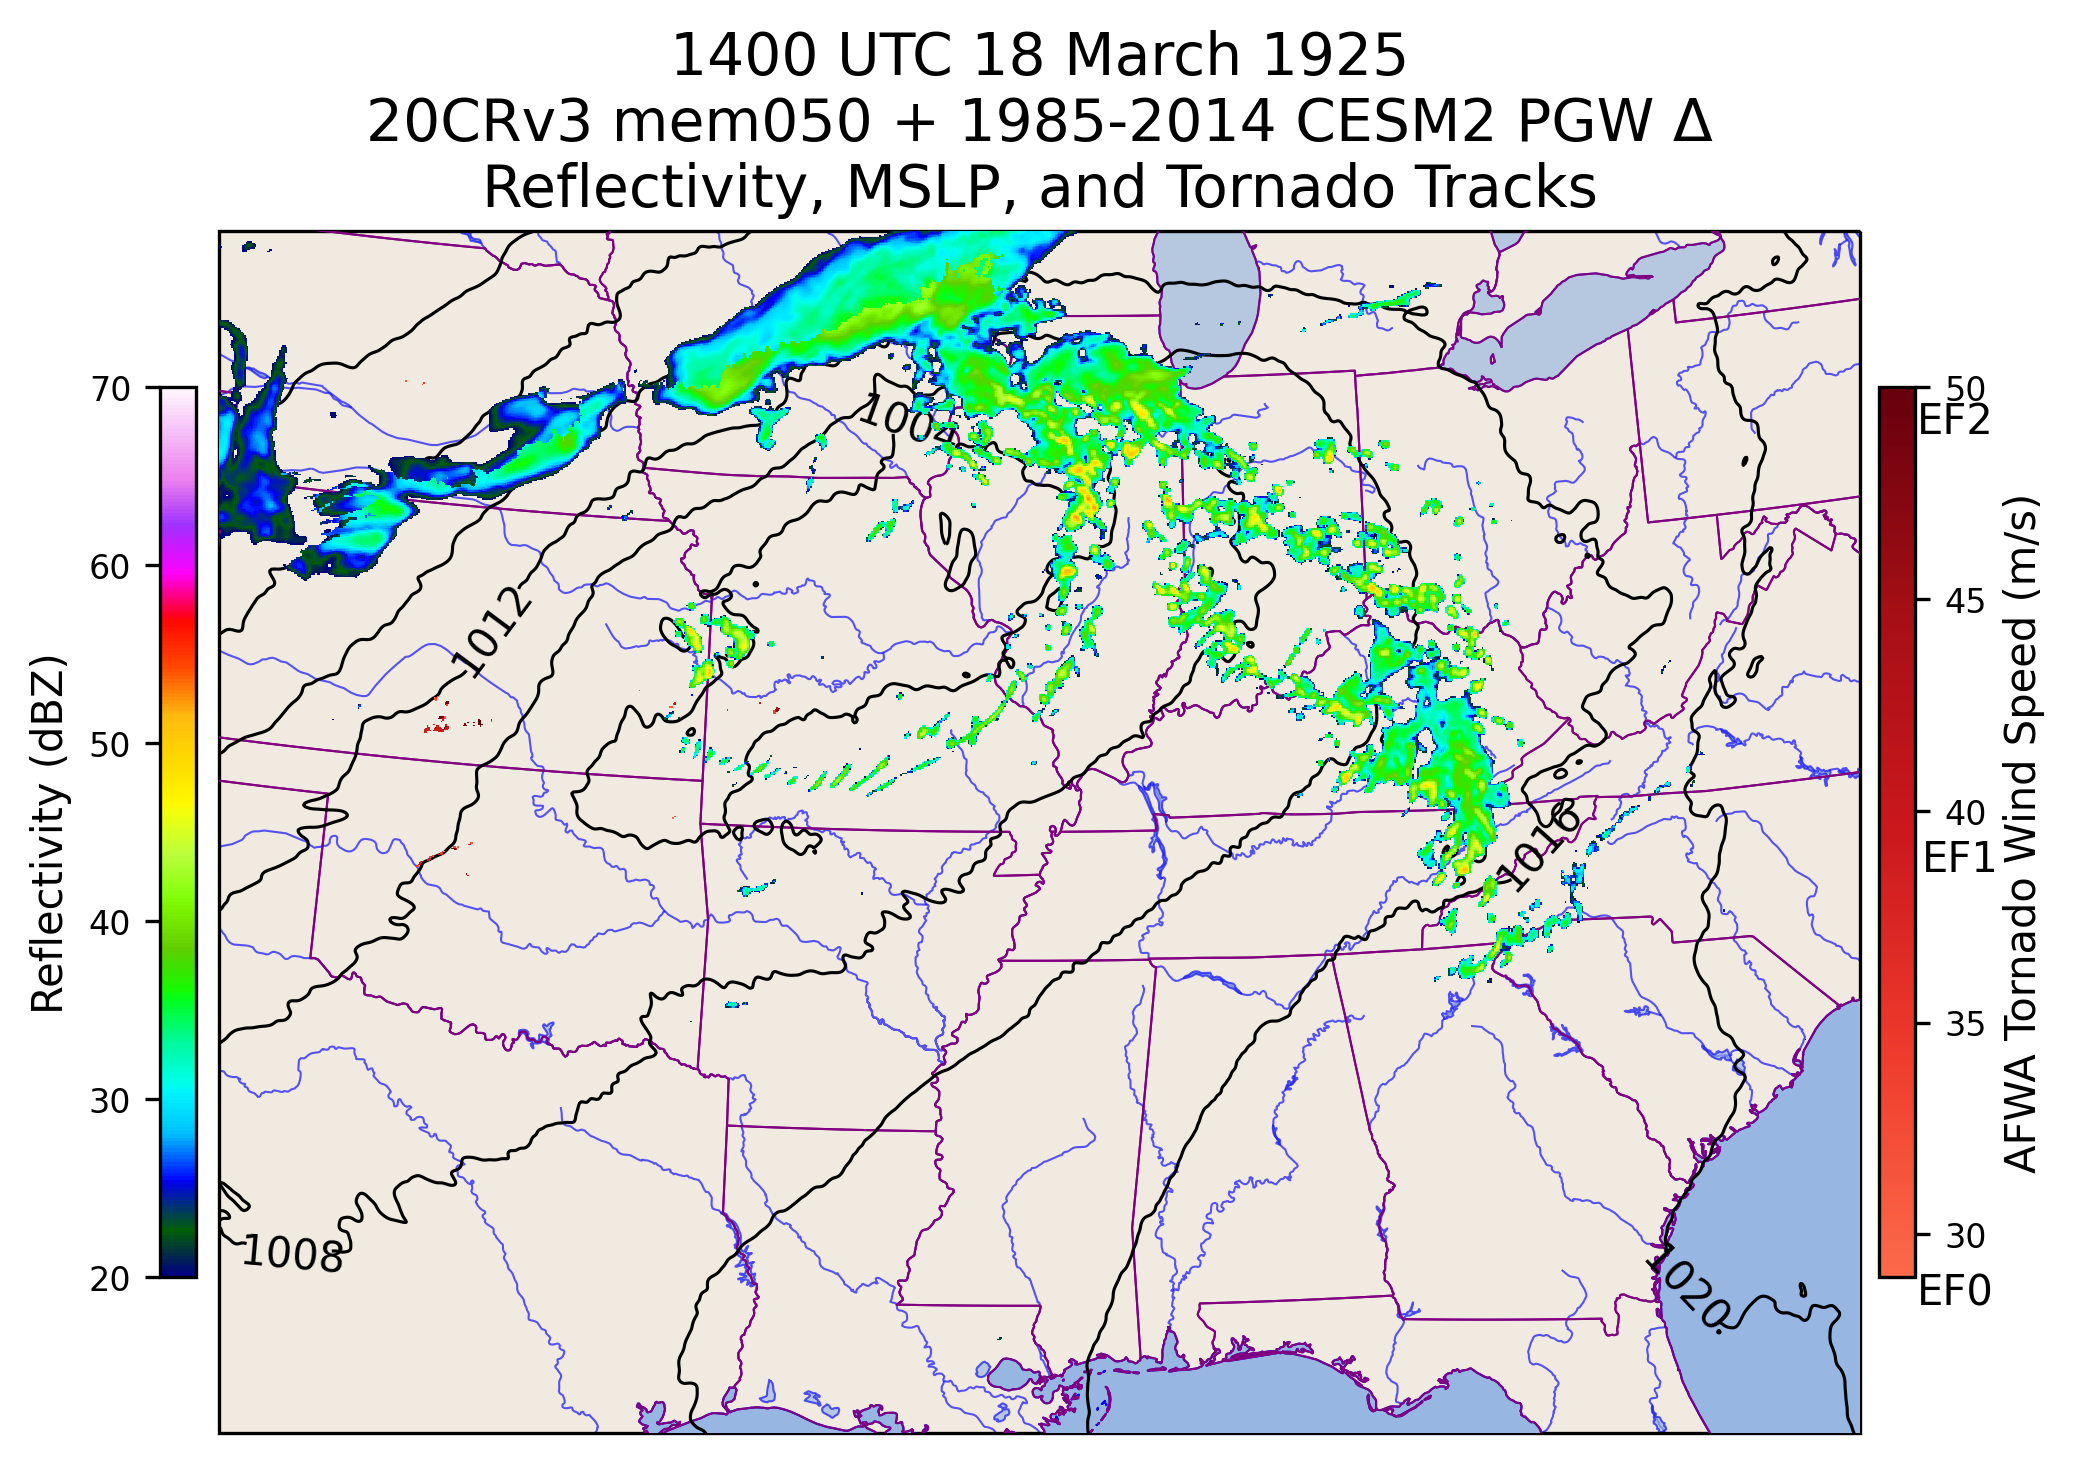 1400 UTC 18 March 1925
20CRv3 mem050 + 1985-2014 CESM2 PGW Δ
Reflectivity, MSLP, and Tornado Tracks
Reflectivity (dBZ)
70
60
50
40
30
20
1004
1012
1016
1008
1020
50
EF2
45
40
EF1
35
30
EF0
AFWA Tornado Wind Speed (m/s)